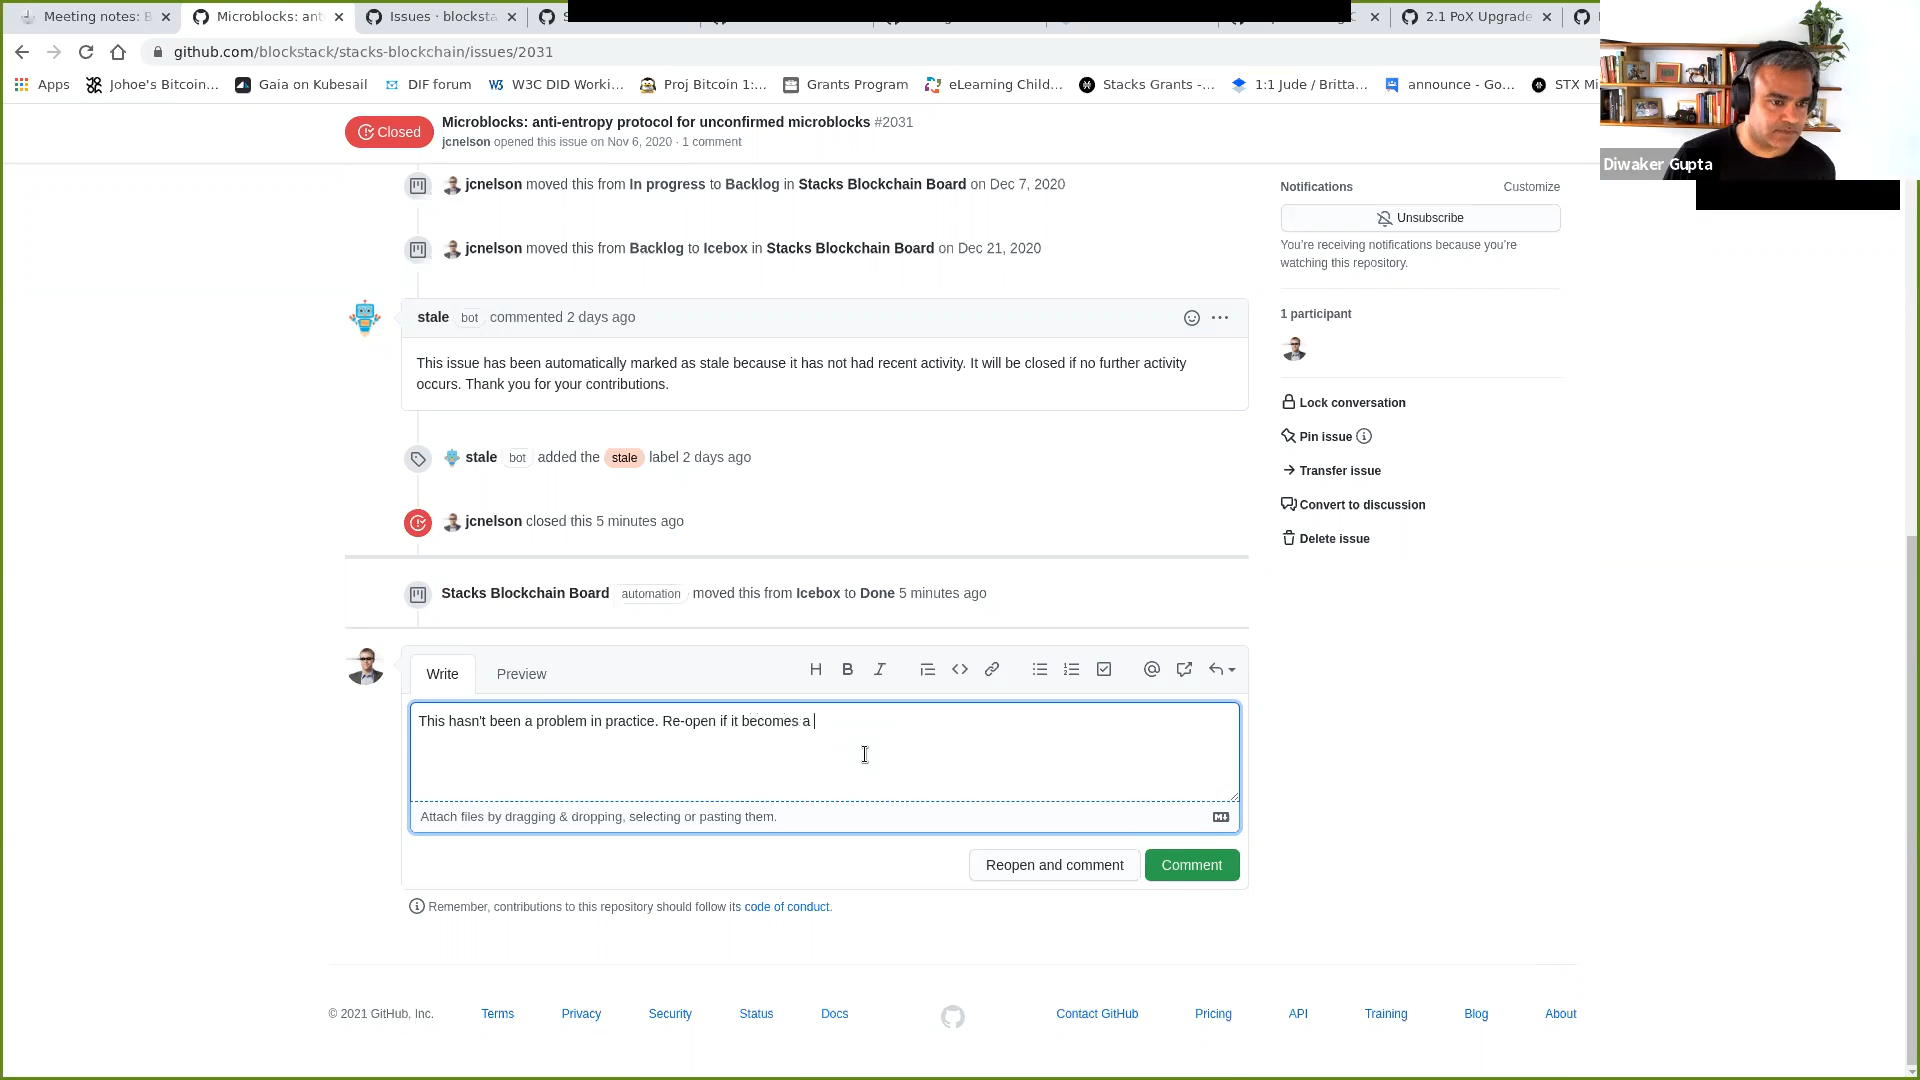 Meeting notes: B
Microblocks: ant
Issues · blocksta
2.1 PoX Upgrade
github.com/blockstack/stacks-blockchain/issues/2031
Apps
Johoe's Bitcoin...
Gaia on Kubesail
DIF forum
W3C DID Worki...
Proj Bitcoin 1:...
Grants Program
eLearning Child...
Stacks Grants -...
1:1 Jude / Britta...
announce - Go...
STX Mi
Diwaker Gupta
Closed
Microblocks: anti-entropy protocol for unconfirmed microblocks #2031
jcnelson opened this issue on Nov 6, 2020 · 1 comment
jcnelson moved this from In progress to Backlog in Stacks Blockchain Board on Dec 7, 2020
jcnelson moved this from Backlog to Icebox in Stacks Blockchain Board on Dec 21, 2020
stale bot commented 2 days ago
This issue has been automatically marked as stale because it has not had recent activity. It will be closed if no further activity
occurs. Thank you for your contributions.
stale bot added the stale label 2 days ago
jcnelson closed this 5 minutes ago
Stacks Blockchain Board automation moved this from Icebox to Done 5 minutes ago
Write
Preview
This hasn't been a problem in practice. Re-open if it becomes a
Attach files by dragging & dropping, selecting or pasting them.
Reopen and comment
Comment
Remember, contributions to this repository should follow its code of conduct.
Notifications
Customize
Unsubscribe
You're receiving notifications because you're
watching this repository.
1 participant
Lock conversation
Pin issue
Transfer issue
Convert to discussion
Delete issue
© 2021 GitHub, Inc.
Terms
Privacy
Security
Status
Docs
Contact GitHub
Pricing
API
Training
Blog
About